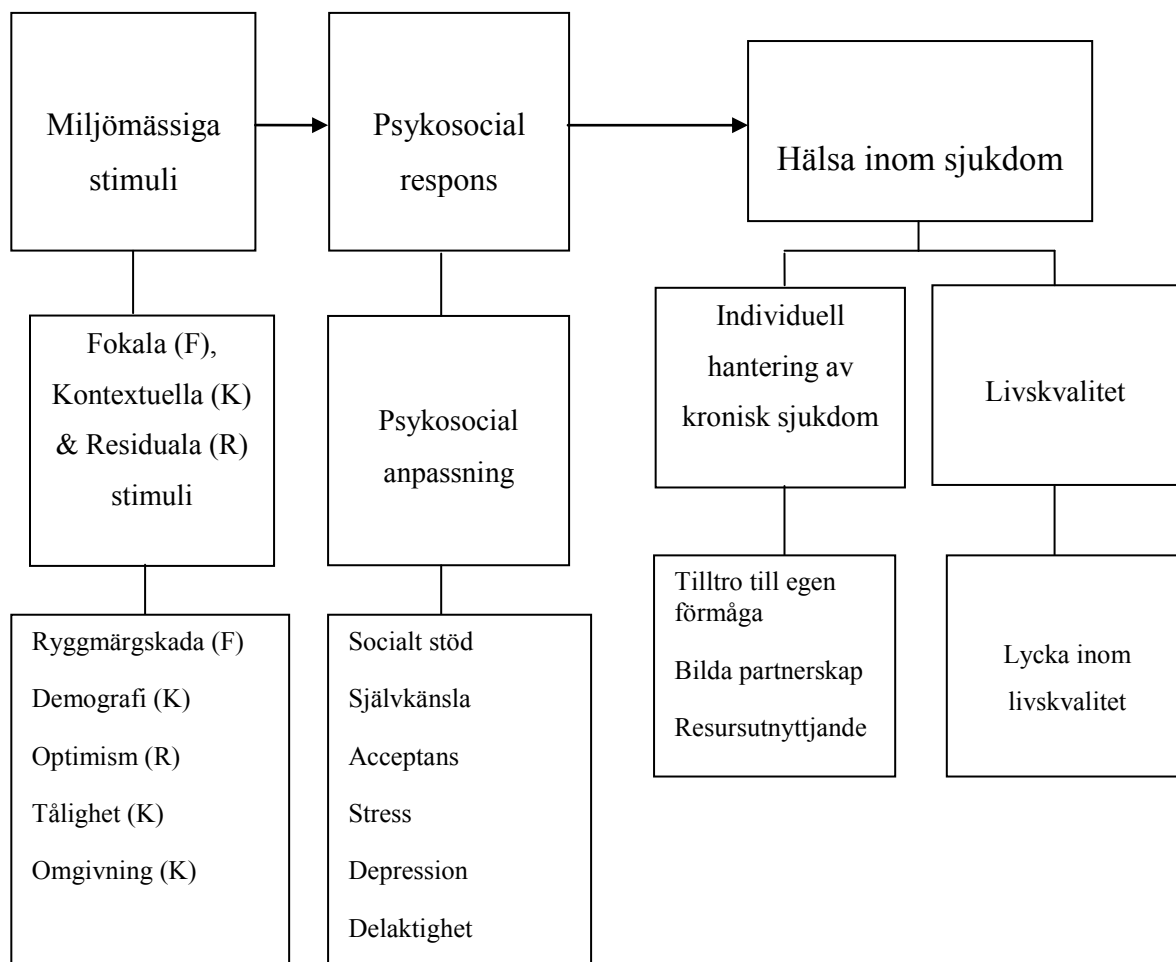 Miljömässiga
stimuli
Psykosocial
respons
Hälsa inom sjukdom
Fokala (F),
Kontextuella (K)
& Residuala (R)
stimuli
Psykosocial
anpassning
Individuell
hantering av
kronisk sjukdom
Livskvalitet
Ryggmärgskada (F)
Demografi (K)
Optimism (R)
Tålighet (K)
Omgivning (K)
Socialt stöd
Självkänsla
Acceptans
Stress
Depression
Delaktighet
Tilltro till egen
förmåga
Bilda partnerskap
Resursutnyttjande
Lycka inom
livskvalitet